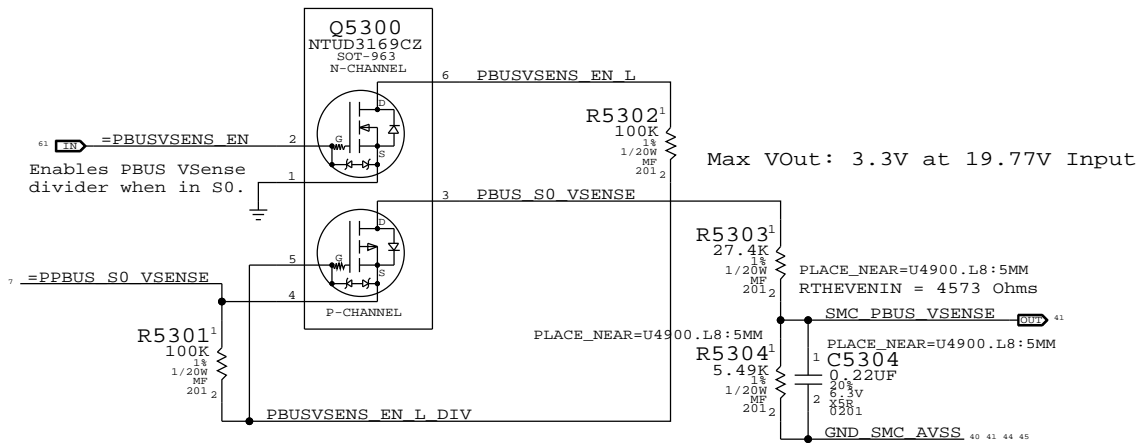 Q5300
NTUD3169CZ
SOT-963
N-CHANNEL
6
PBUSVSENS_EN_L
D
G
S
61 IN
=PBUSVSENS_EN
2
Enables PBUS VSense
divider when in S0.
1
R5302
1
100K
1%
1/20W
MF
201
2
Max VOut: 3.3V at 19.77V Input
3
PBUS_S0_VSENSE
D
G
S
5
7
=PPBUS_S0_VSENSE
4
P-CHANNEL
R5303
1
27.4K
1%
1/20W
MF
201
2
PLACE_NEAR=U4900.L8:5MM
RTHEVENIN = 4573 Ohms
SMC_PBUS_VSENSE
OUT 41
R5301
1
100K
1%
1/20W
MF
201
2
PLACE_NEAR=U4900.L8:5MM
R5304
1
5.49K
1%
1/20W
MF
201
2
PLACE_NEAR=U4900.L8:5MM
1
C5304
0.22UF
20%
6.3V
X5R
0201
2
PBUSVSENS_EN_L_DIV
GND_SMC_AVSS
40 41 44 45